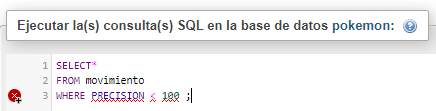 Ejecutar la(s) consulta(s) SQL en la base de datos pokemon:
1 SELECT*
2 FROM movimiento
3 WHERE PRECISION < 100 ;